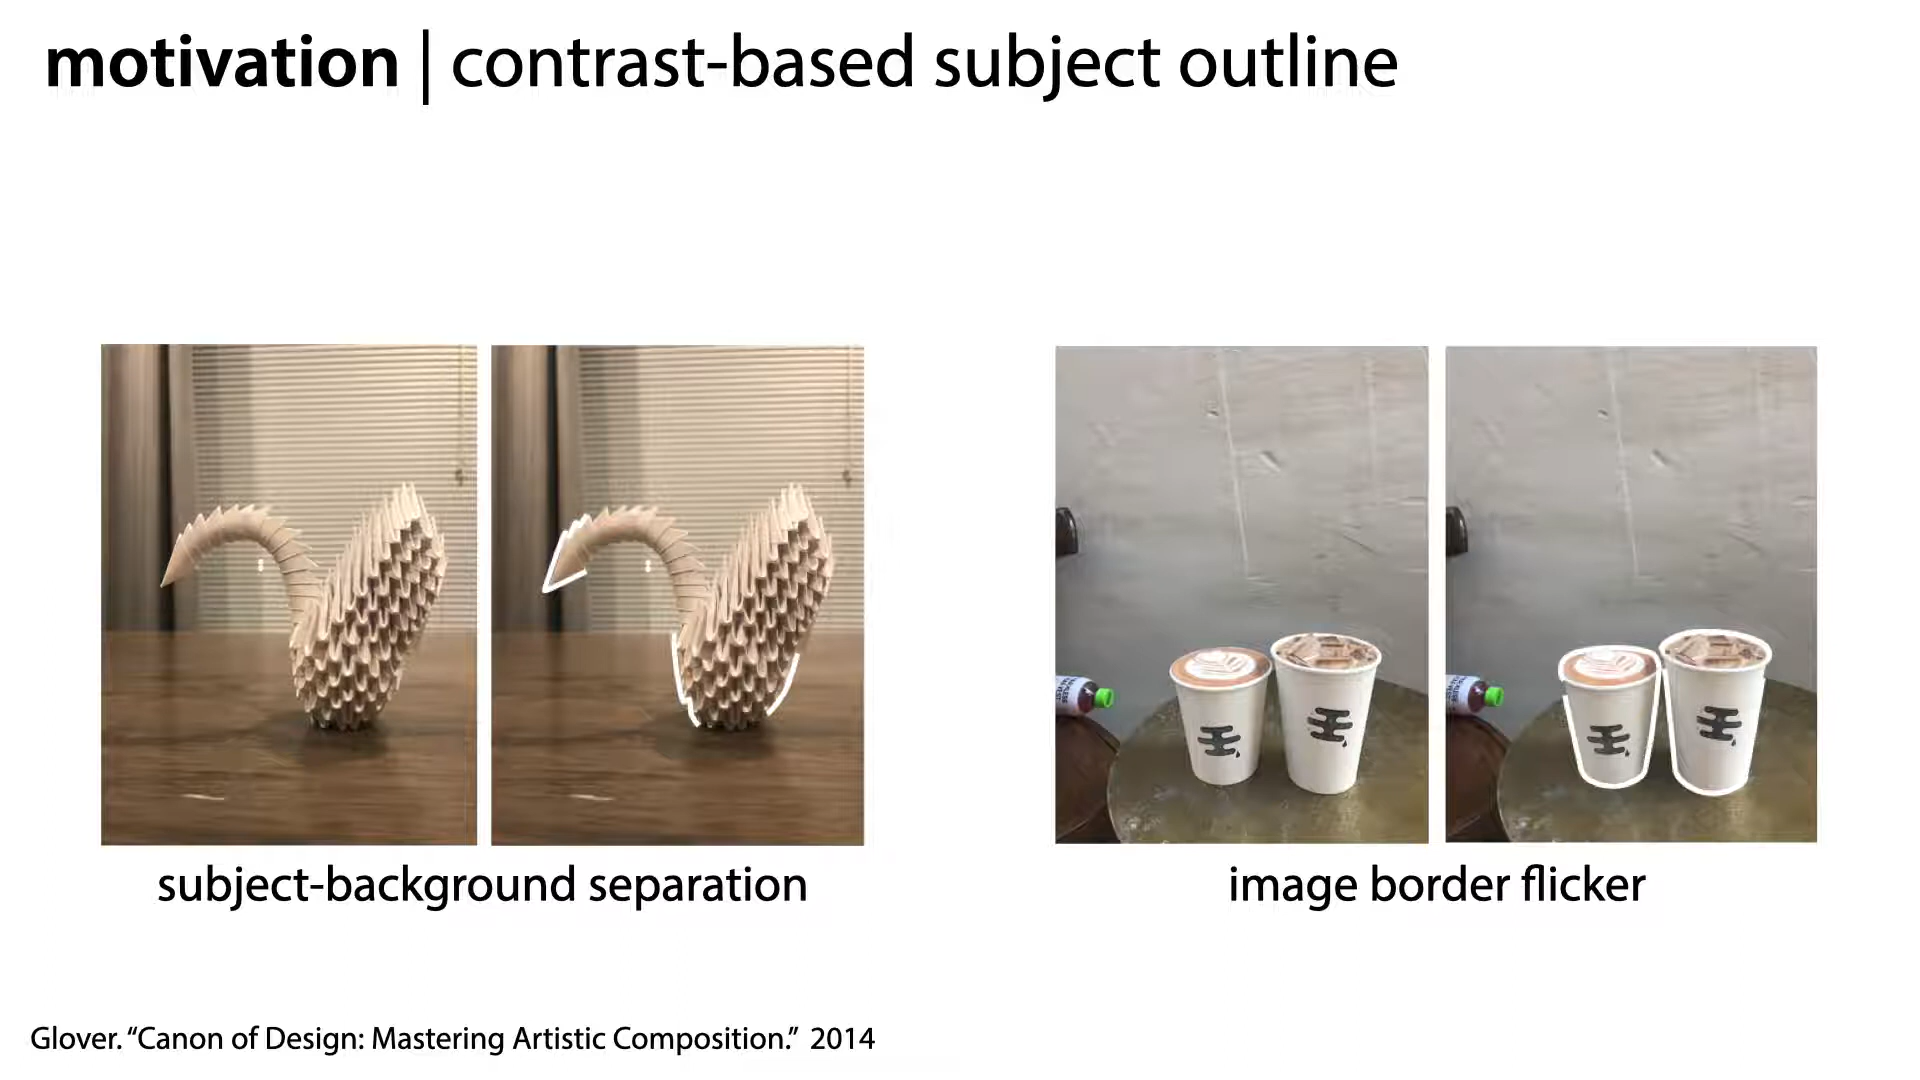 motivation | contrast-based subject outline
subject-background separation
image border flicker
Glover. “Canon of Design: Mastering Artistic Composition.” 2014